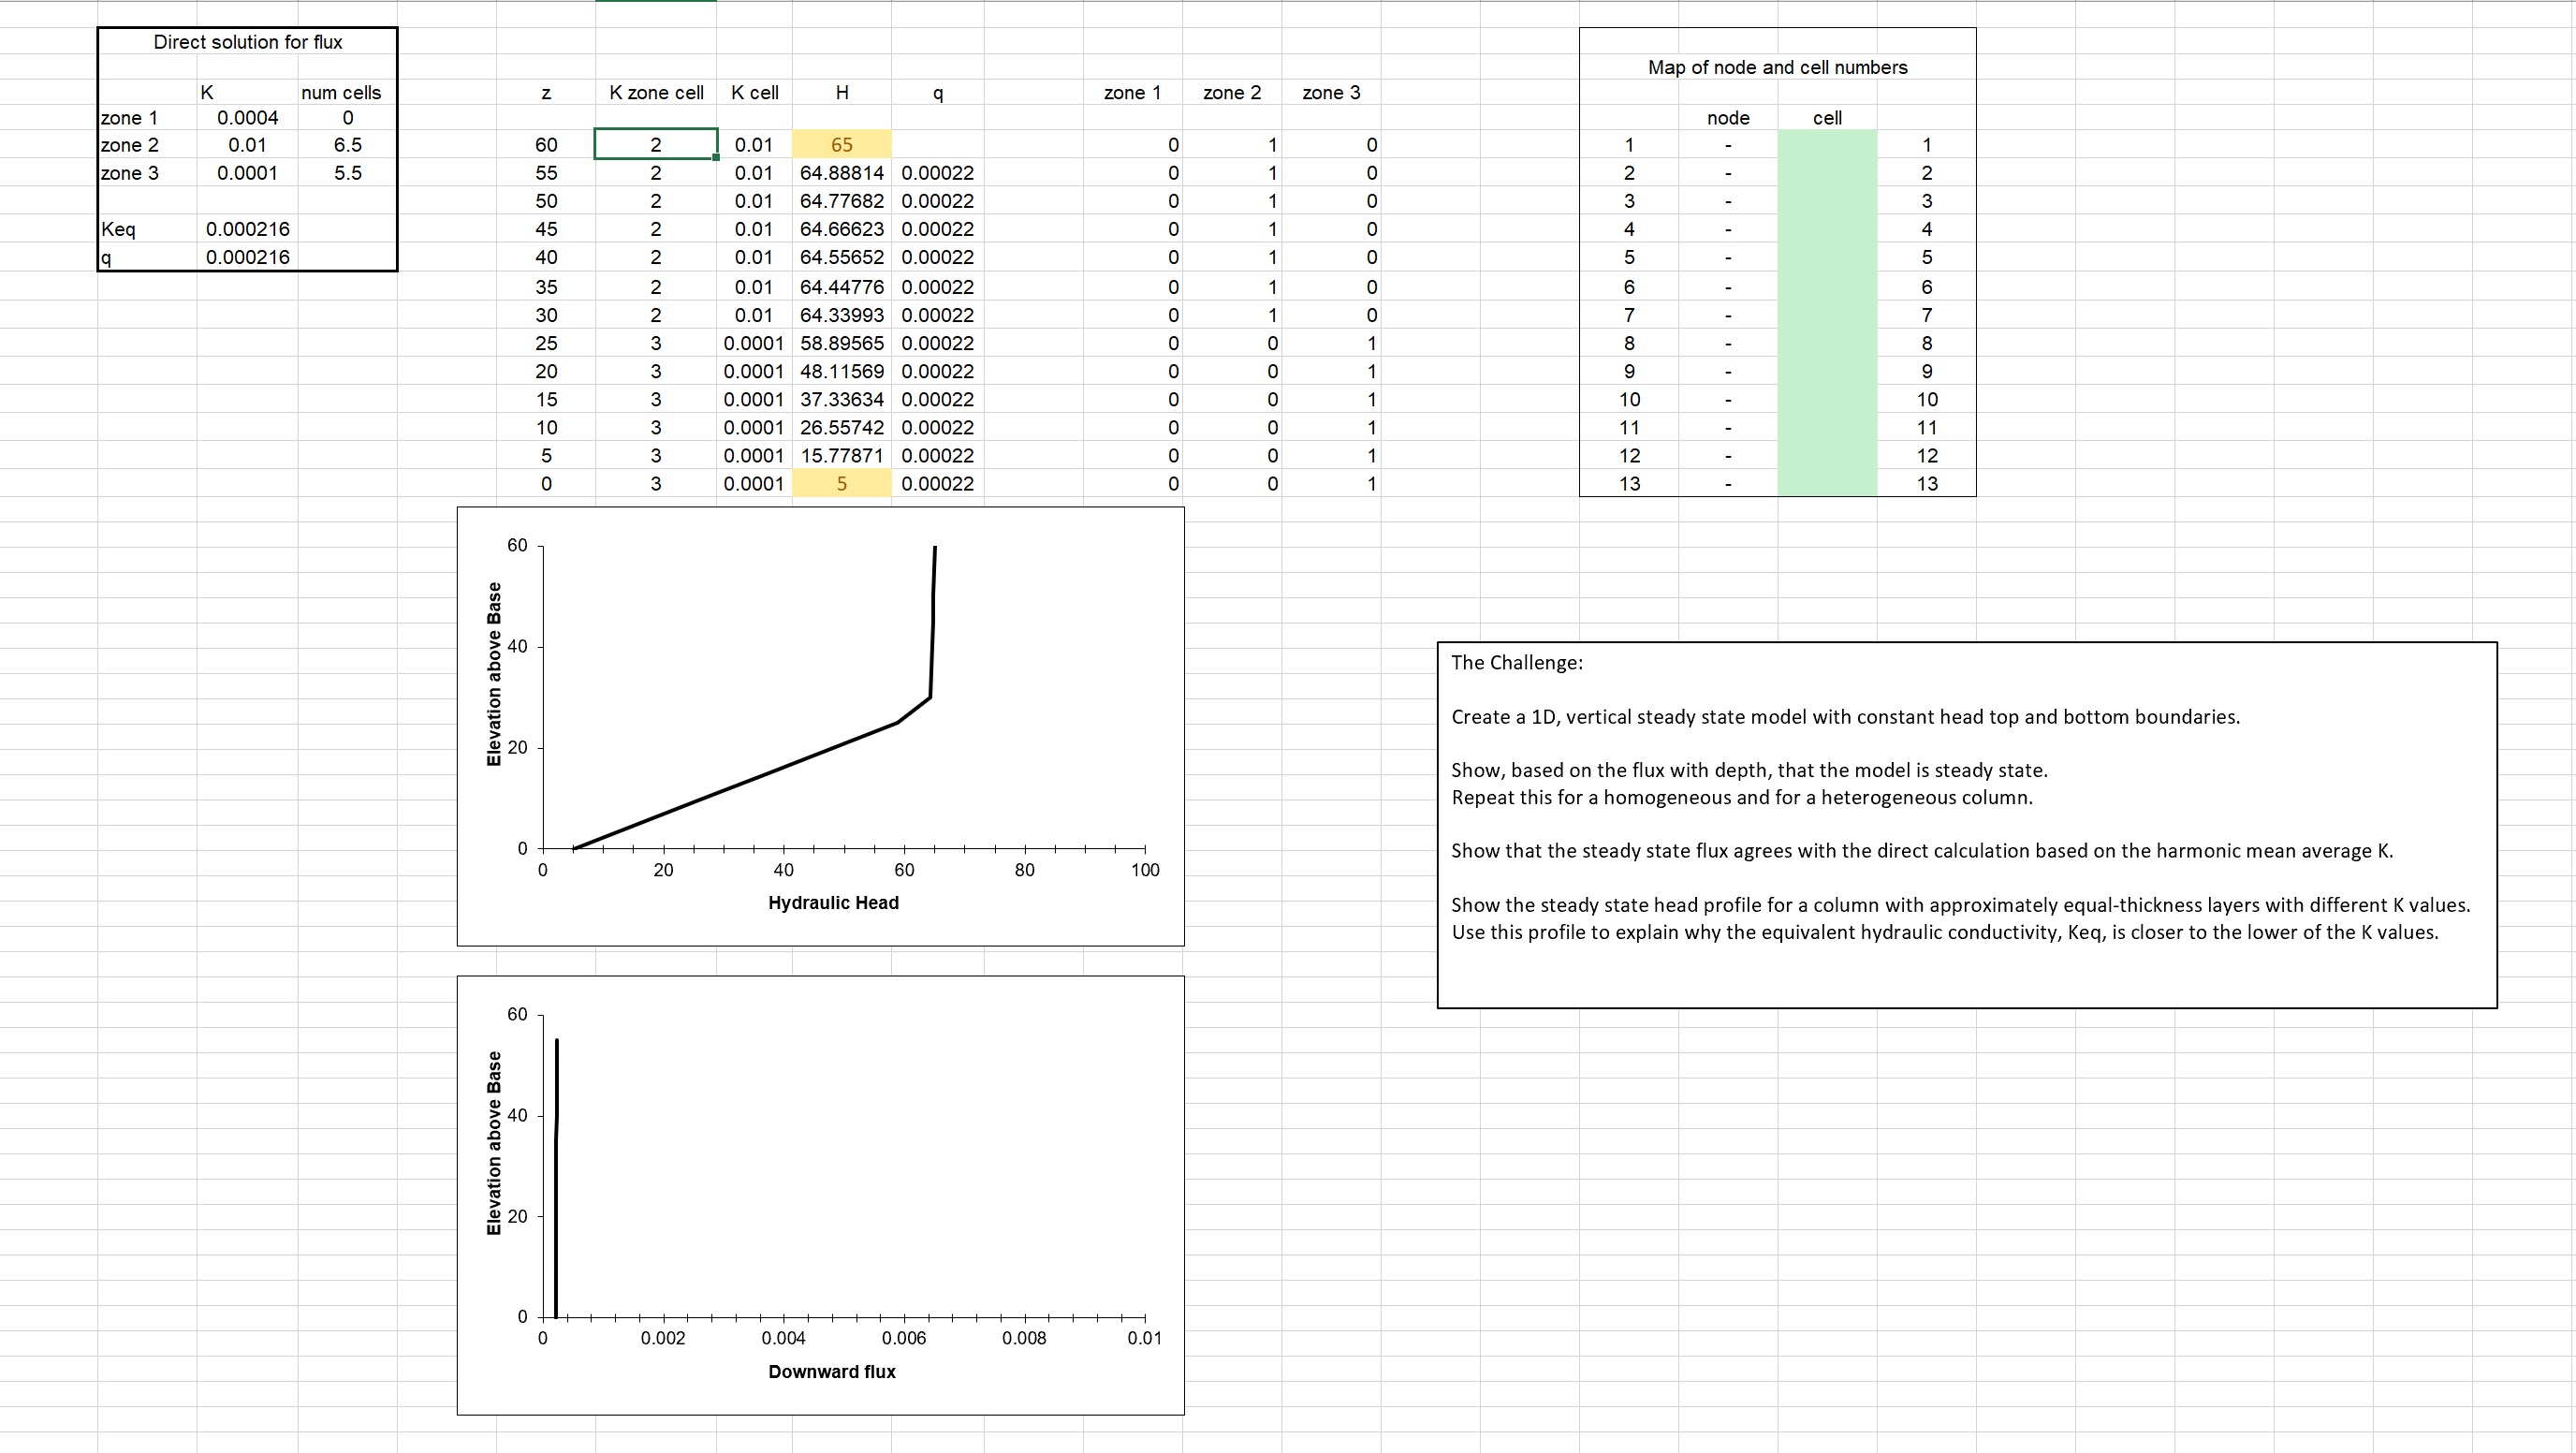 Direct solution for flux
K num cells
zone 1 0.0004 0
zone 2 0.01 6.5
zone 3 0.0001 5.5
Keq 0.000216
q 0.000216
z K zone cell K cell H q zone 1 zone 2 zone 3
60 2 0.01 65 0 1 0
55 2 0.01 64.88814 0.00022 0 1 0
50 2 0.01 64.77682 0.00022 0 1 0
45 2 0.01 64.66623 0.00022 0 1 0
40 2 0.01 64.55652 0.00022 0 1 0
35 2 0.01 64.44776 0.00022 0 1 0
30 2 0.01 64.33993 0.00022 0 1 0
25 3 0.0001 58.89565 0.00022 0 0 1
20 3 0.0001 48.11569 0.00022 0 0 1
15 3 0.0001 37.33634 0.00022 0 0 1
10 3 0.0001 26.55742 0.00022 0 0 1
5 3 0.0001 15.77871 0.00022 0 0 1
0 3 0.0001 5 0.00022 0 0 1
Map of node and cell numbers
node cell
1 - 1
2 - 2
3 - 3
4 - 4
5 - 5
6 - 6
7 - 7
8 - 8
9 - 9
10 - 10
11 - 11
12 - 12
13 - 13
Elevation above Base
60
40
20
0
0 20 40 60 80 100
Hydraulic Head
The Challenge:
Create a 1D, vertical steady state model with constant head top and bottom boundaries.
Show, based on the flux with depth, that the model is steady state.
Repeat this for a homogeneous and for a heterogeneous column.
Show that the steady state flux agrees with the direct calculation based on the harmonic mean average K.
Show the steady state head profile for a column with approximately equal-thickness layers with different K values.
Use this profile to explain why the equivalent hydraulic conductivity, Keq, is closer to the lower of the K values.
Elevation above Base
60
40
20
0
0 0.002 0.004 0.006 0.008 0.01
Downward flux